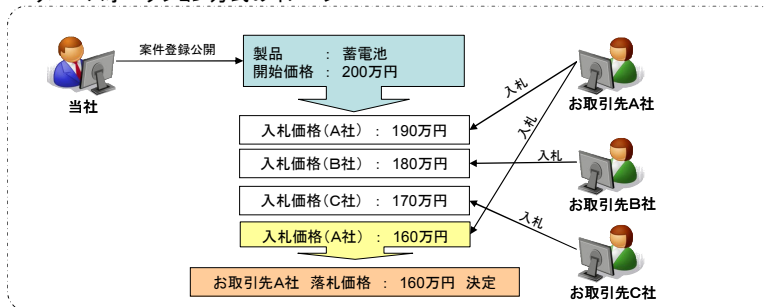 案件登録公開
製品　　：　蓄電池
開始価格　：　200万円
当社
入札
入札
お取引先A社
入札価格(A社)　：　190万円
入札価格(B社)　：　180万円
入札
お取引先B社
入札価格(C社)　：　170万円
入札
入札価格(A社)　：　160万円
お取引先A社　落札価格　：　160万円　決定
お取引先C社